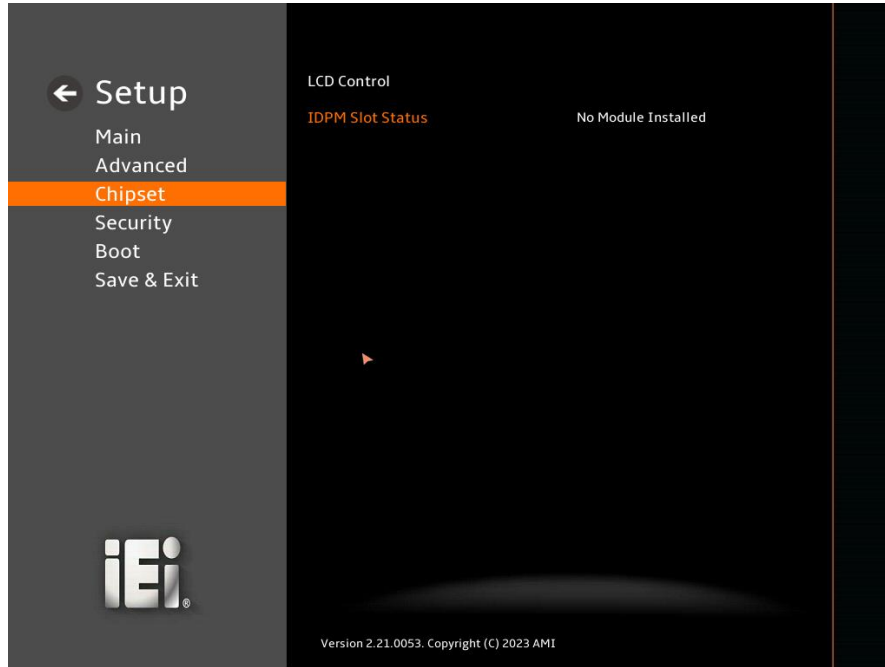 Setup
Main
Advanced
Chipset
Security
Boot
Save & Exit
iEi®
LCD Control
IDPM Slot Status No Module Installed
Version 2.21.0053. Copyright (C) 2023 AMI